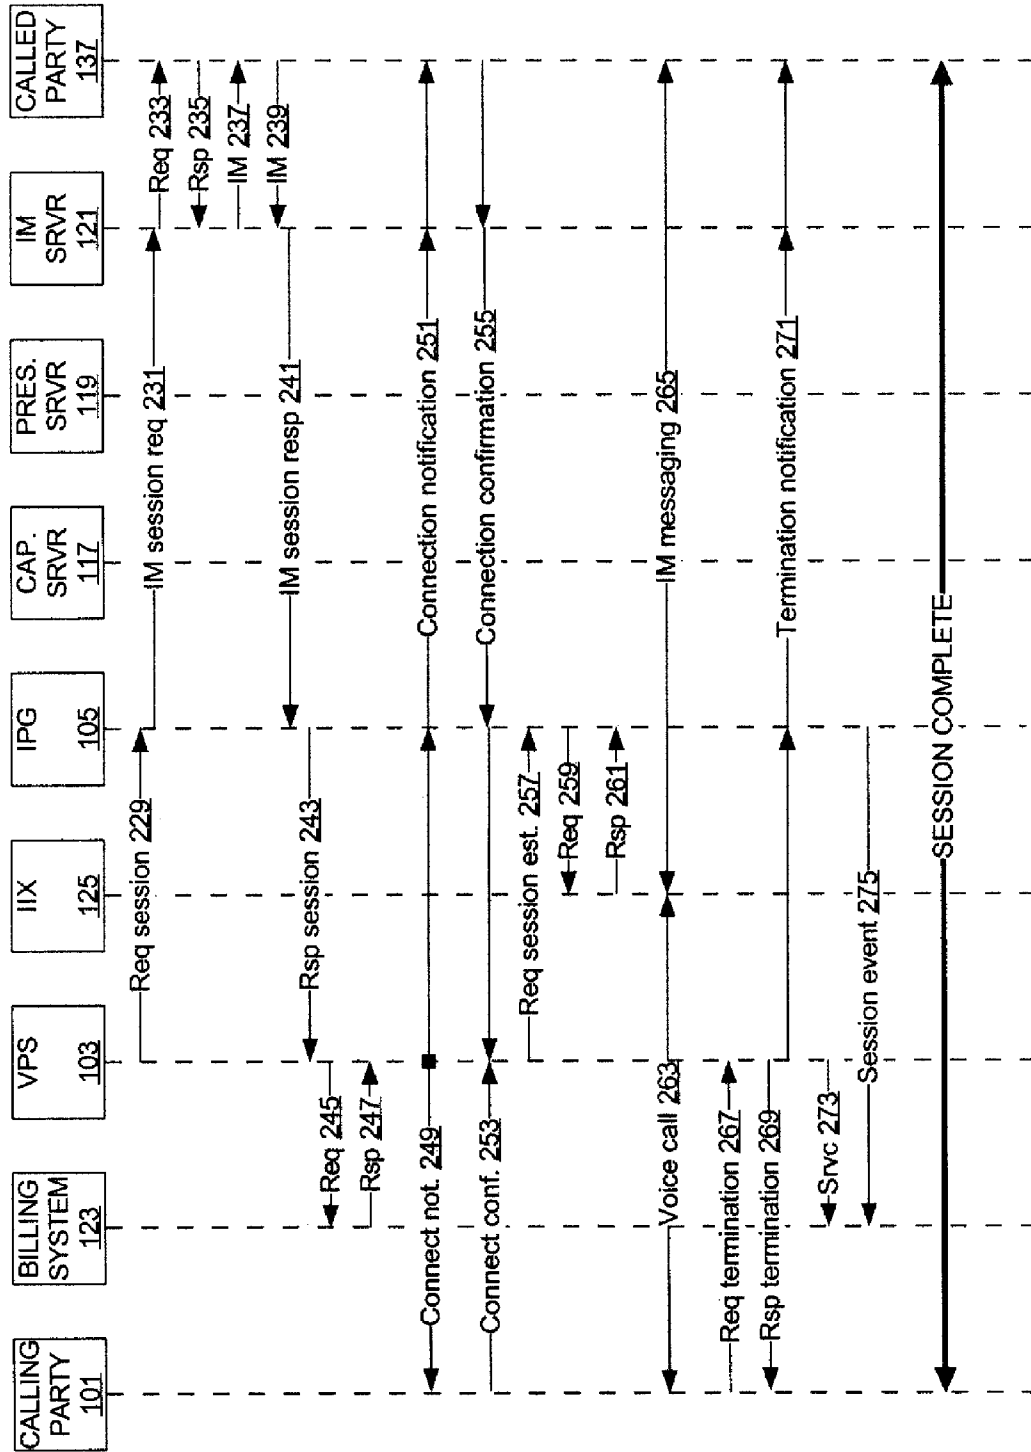 CALLING
PARTY
101
BILLING
SYSTEM
123
VPS
103
IIX
125
IPG
105
CAP.
SRVR
117
PRES.
SRVR
119
IM
SRVR
121
CALLED
PARTY
137
Req session 229
IM session req 231
Req 233
Rsp 235
IM 237
IM 239
IM session resp 241
Rsp session 243
Req 245
Rsp 247
Connect not. 249
Connection notification 251
Connect conf. 253
Connection confirmation 255
Req session est. 257
Req 259
Rsp 261
Voice call 263
IM messaging 265
Req termination 267
Rsp termination 269
Termination notification 271
Srvc 273
Session event 275
SESSION COMPLETE